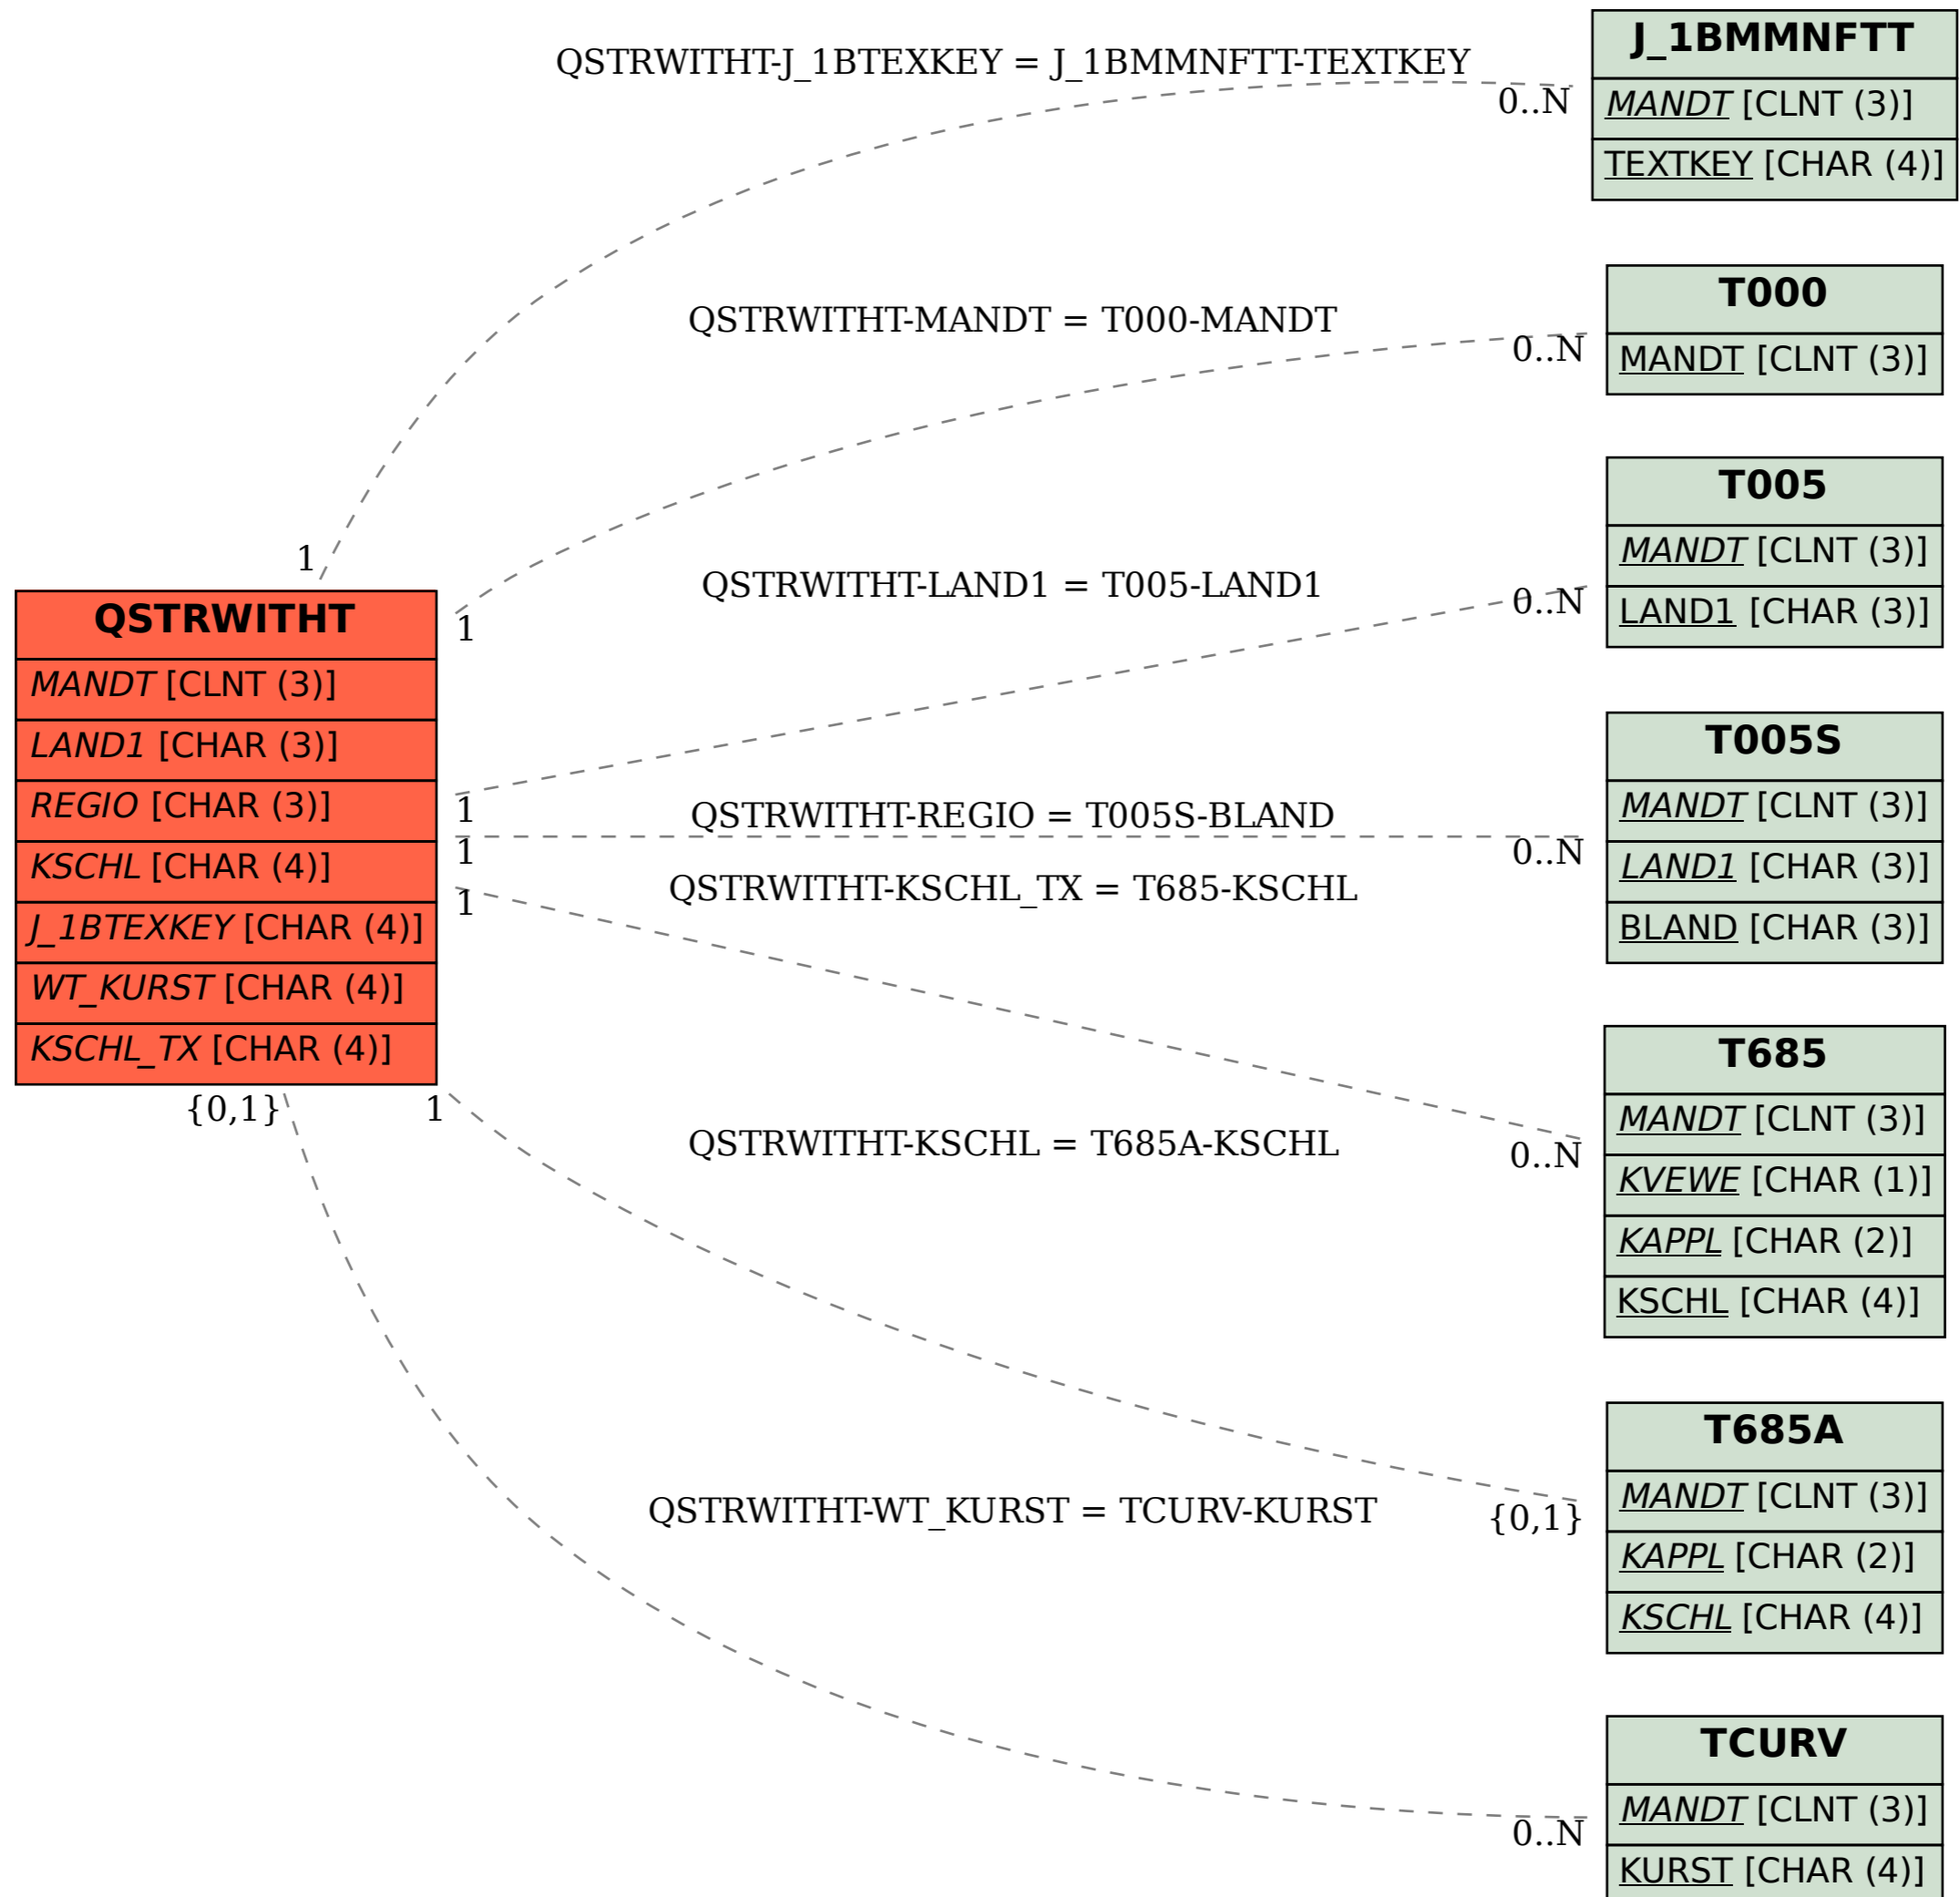 J_1BMMNFTT
MANDT [CLNT (3)]
TEXTKEY [CHAR (4)]
QSTRWITHT-J_1BTEXKEY = J_1BMMNFTT-TEXTKEY
0..N
1
T000
MANDT [CLNT (3)]
QSTRWITHT-MANDT = T000-MANDT
0..N
1
T005
MANDT [CLNT (3)]
LAND1 [CHAR (3)]
QSTRWITHT-LAND1 = T005-LAND1
0..N
1
QSTRWITHT
MANDT [CLNT (3)]
LAND1 [CHAR (3)]
REGIO [CHAR (3)]
KSCHL [CHAR (4)]
J_1BTEXKEY [CHAR (4)]
WT_KURST [CHAR (4)]
KSCHL_TX [CHAR (4)]
T005S
MANDT [CLNT (3)]
LAND1 [CHAR (3)]
BLAND [CHAR (3)]
QSTRWITHT-REGIO = T005S-BLAND
1
0..N
QSTRWITHT-KSCHL_TX = T685-KSCHL
1
0..N
T685
MANDT [CLNT (3)]
KVEWE [CHAR (1)]
KAPPL [CHAR (2)]
KSCHL [CHAR (4)]
{0,1}
1
QSTRWITHT-KSCHL = T685A-KSCHL
{0,1}
T685A
MANDT [CLNT (3)]
KAPPL [CHAR (2)]
KSCHL [CHAR (4)]
QSTRWITHT-WT_KURST = TCURV-KURST
0..N
TCURV
MANDT [CLNT (3)]
KURST [CHAR (4)]